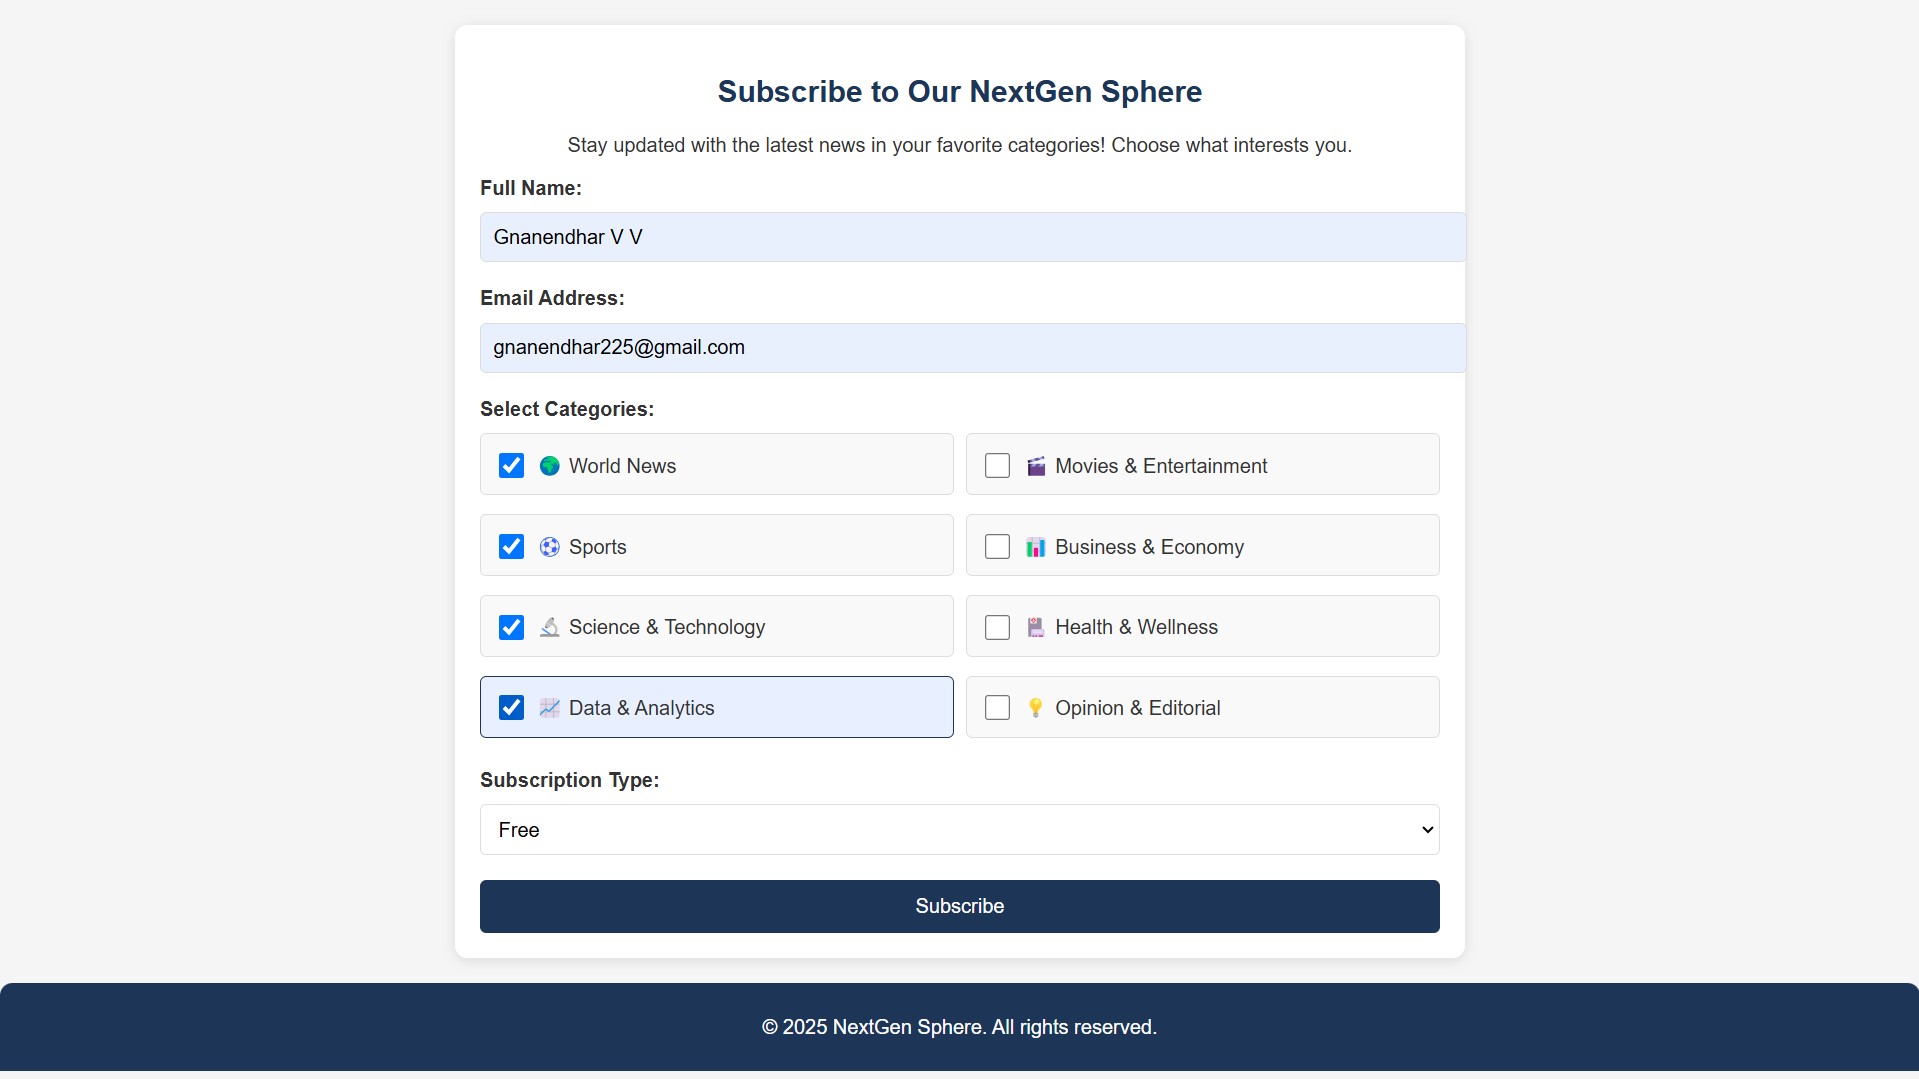 Subscribe to Our NextGen Sphere
Stay updated with the latest news in your favorite categories! Choose what interests you.
Full Name:
Gnanendhar V V
Email Address:
gnanendhar225@gmail.com
Select Categories:
World News
Movies & Entertainment
Sports
Business & Economy
Science & Technology
Health & Wellness
Data & Analytics
Opinion & Editorial
Subscription Type:
Free
Subscribe
© 2025 NextGen Sphere. All rights reserved.